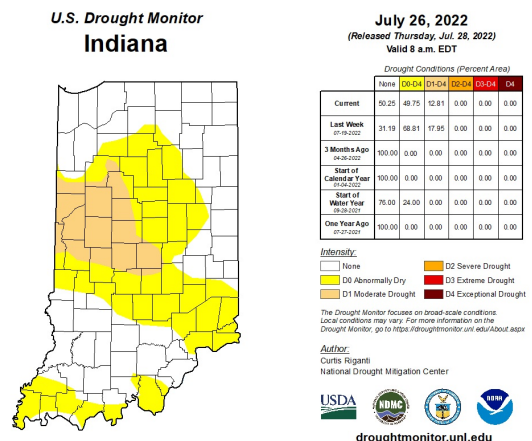 U.S. Drought Monitor
Indiana
July 26, 2022
(Released Thursday, Jul. 28, 2022)
Valid 8 a.m. EDT
Drought Conditions (Percent Area)
None D0-D4 D1-D4 D2-D4 D3-D4 D4
Current 50.25 49.75 12.81 0.00 0.00 0.00
Last Week 31.19 68.81 17.95 0.00 0.00 0.00
07-19-2022
3 Months Ago 100.00 0.00 0.00 0.00 0.00 0.00
04-26-2022
Start of
Calendar Year 100.00 0.00 0.00 0.00 0.00 0.00
01-04-2022
Start of
Water Year 76.00 24.00 0.00 0.00 0.00 0.00
09-28-2021
One Year Ago 100.00 0.00 0.00 0.00 0.00 0.00
07-27-2021
Intensity:
None
D0 Abnormally Dry
D1 Moderate Drought
D2 Severe Drought
D3 Extreme Drought
D4 Exceptional Drought
The Drought Monitor focuses on broad-scale conditions.
Local conditions may vary. For more information on the
Drought Monitor, go to https://droughtmonitor.unl.edu/About.aspx
Author:
Curtis Riganti
National Drought Mitigation Center
USDA
NDMC
NOAA
droughtmonitor.unl.edu